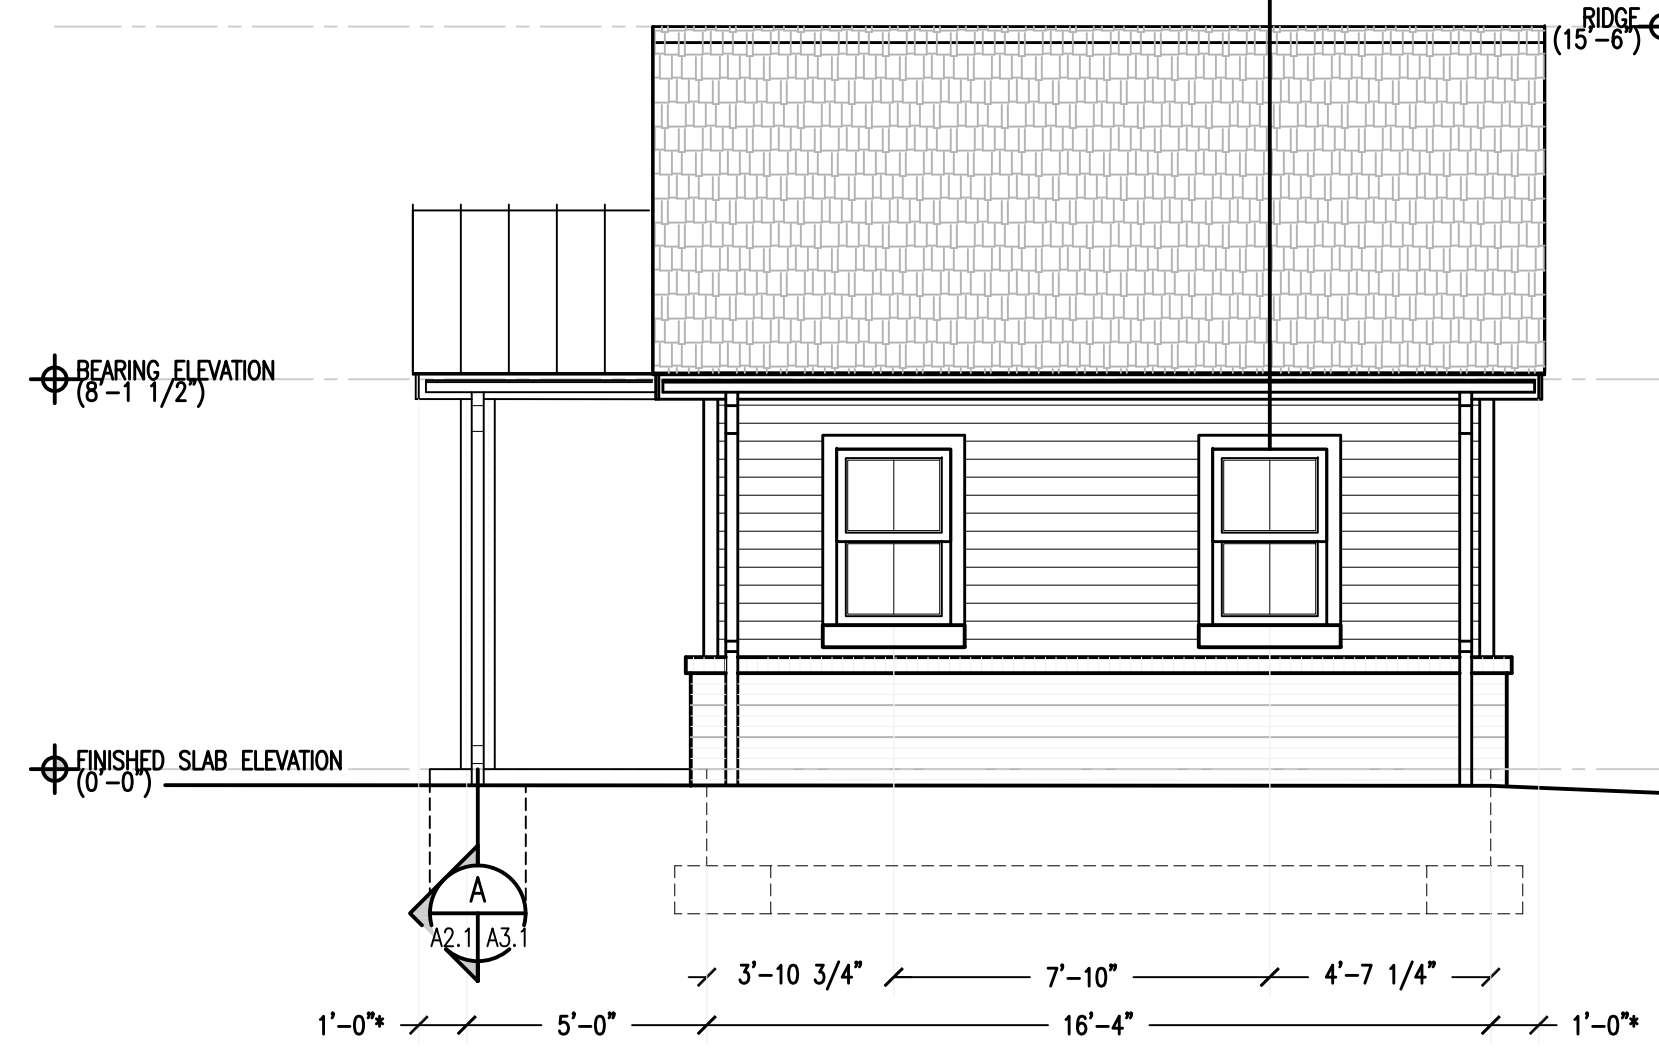 RIDGE
(15'-6")
BEARING ELEVATION
(8'-1 1/2")
FINISHED SLAB ELEVATION
(0'-0")
A
A2.1 A3.1
3'-10 3/4" 7'-10" 4'-7 1/4"
1'-0"* 5'-0" 16'-4" 1'-0"*